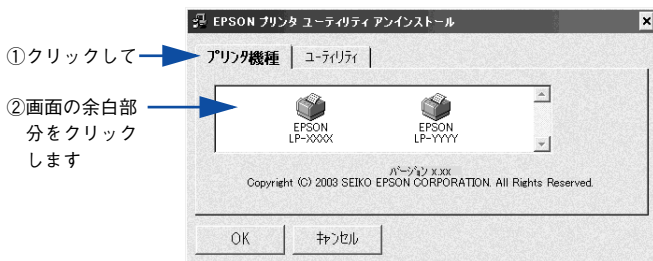 EPSON プリンタ ユーティリティ アンインストール
①クリックして
プリンタ機種
ユーティリティ
②画面の余白部
分をクリック
します
EPSON
LP-XXXX
EPSON
LP-YYYY
バージョン x.xx
Copyright (C) 2003 SEIKO EPSON CORPORATION. All Rights Reserved.
OK
キャンセル